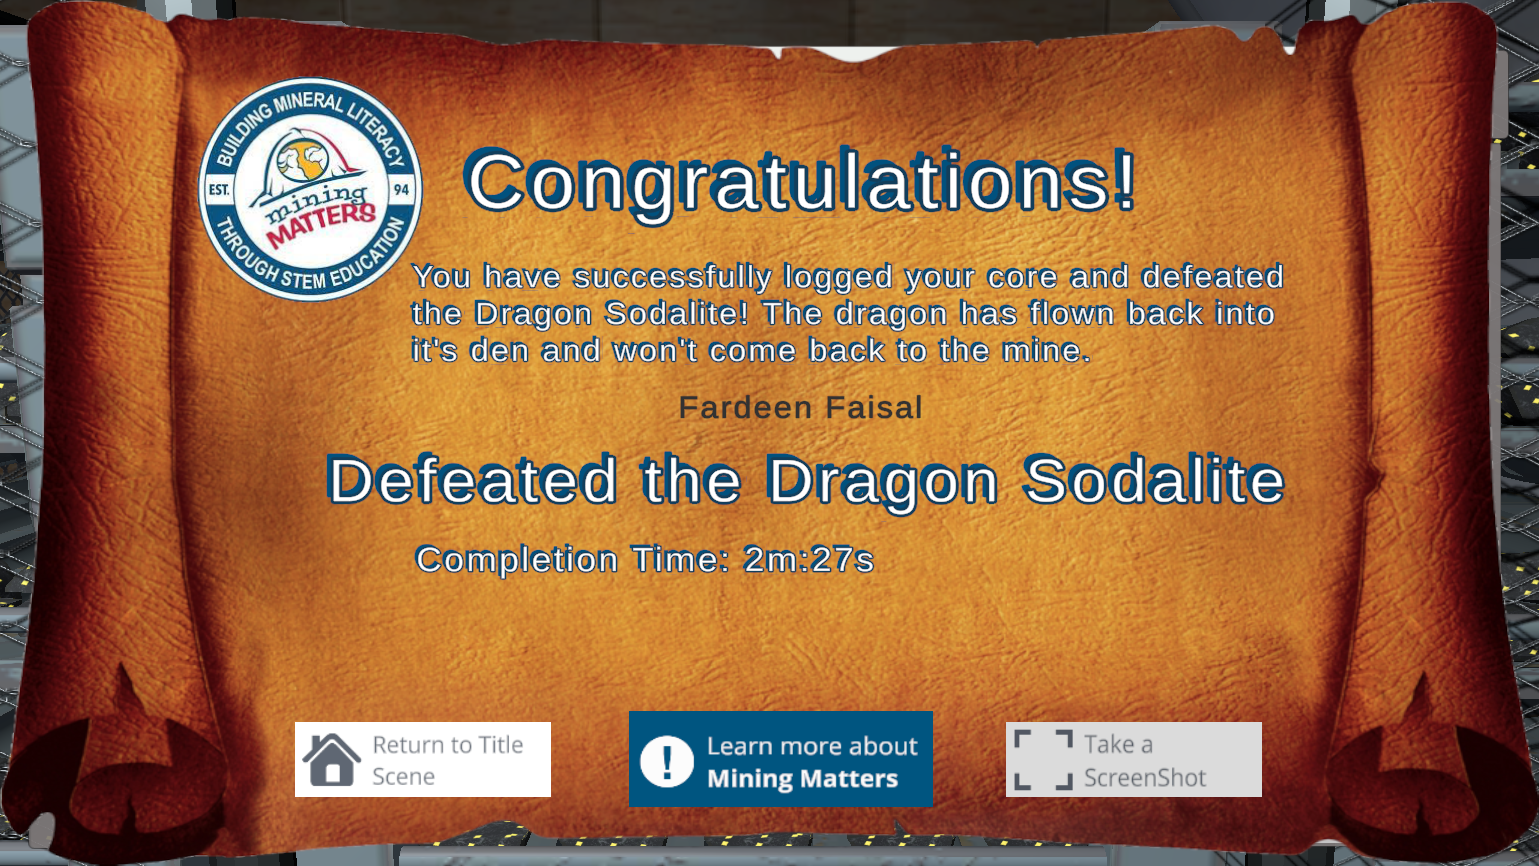 BUILDING MINERAL LITERACY
EST. 94
mining
MATTERS
THROUGH STEM EDUCATION
Congratulations!
You have successfully logged your core and defeated
the Dragon Sodalite! The dragon has flown back into
it's den and won't come back to the mine.
Fardeen Faisal
Defeated the Dragon Sodalite
Completion Time: 2m:27s
Return to Title
Scene
Learn more about
Mining Matters
Take a
ScreenShot